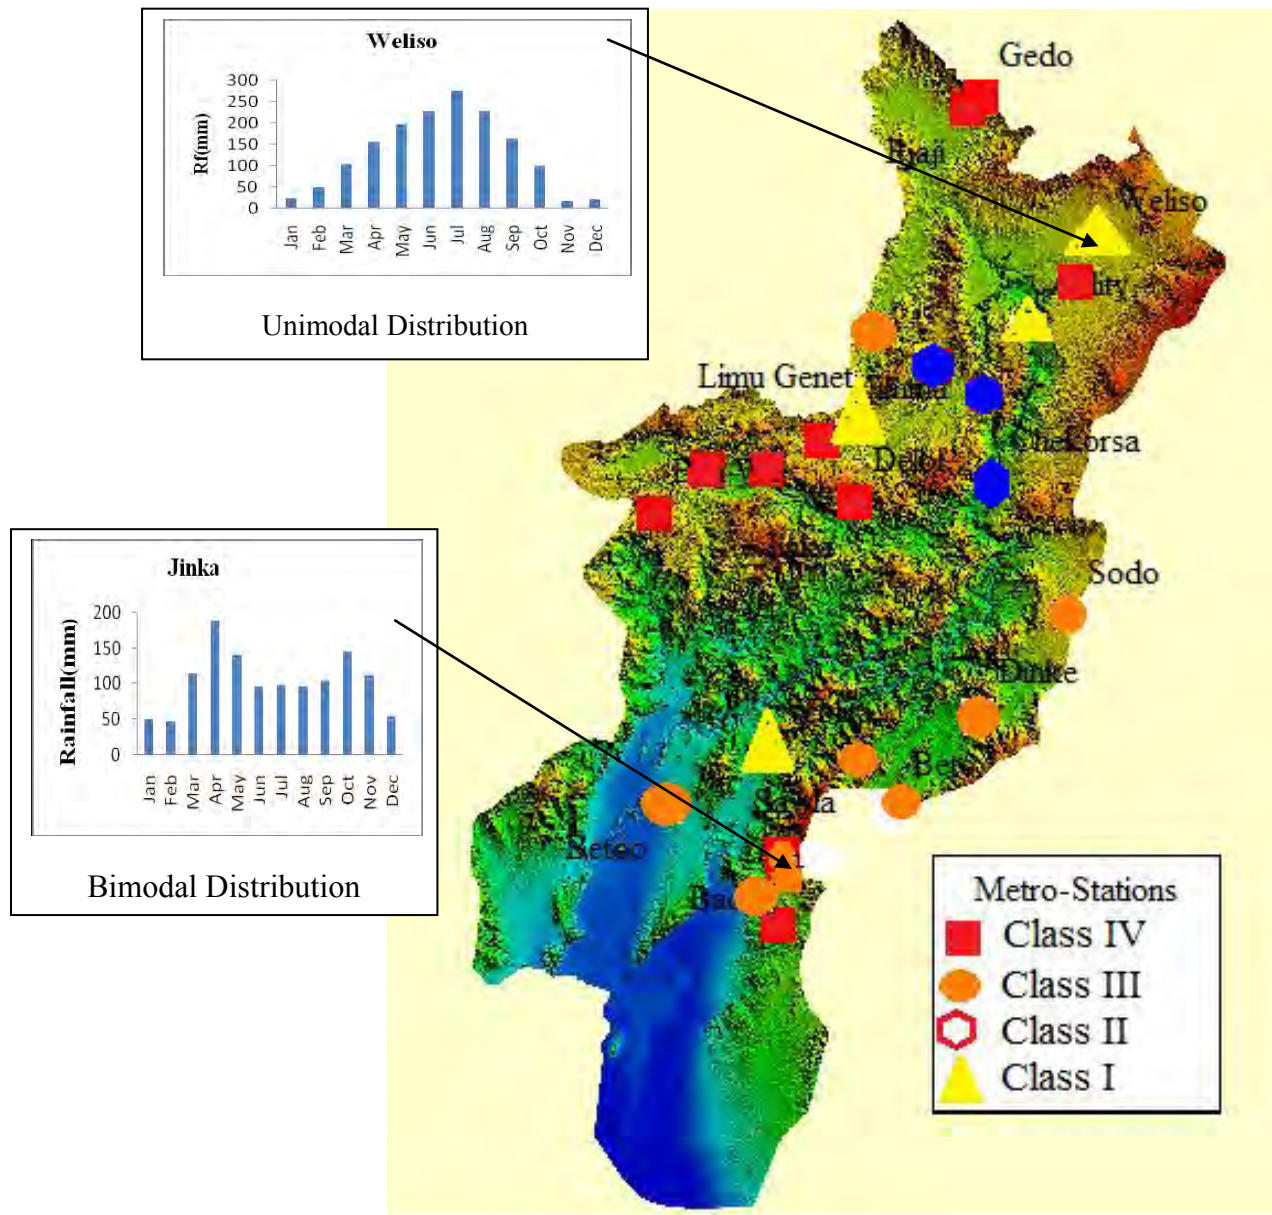 Weliso
Rf(mm)
300
250
200
150
100
50
0
Jan
Feb
Mar
Apr
May
Jun
Jul
Aug
Sep
Oct
Nov
Dec
Unimodal Distribution
Gedo
Weliso
Limu Genet
CheKorsa
Sodo
Dinke
Jinka
Rainfall(mm)
200
150
100
50
0
Jan
Feb
Mar
Apr
May
Jun
Jul
Aug
Sep
Oct
Nov
Dec
Bimodal Distribution
Metro-Stations
Class IV
Class III
Class II
Class I